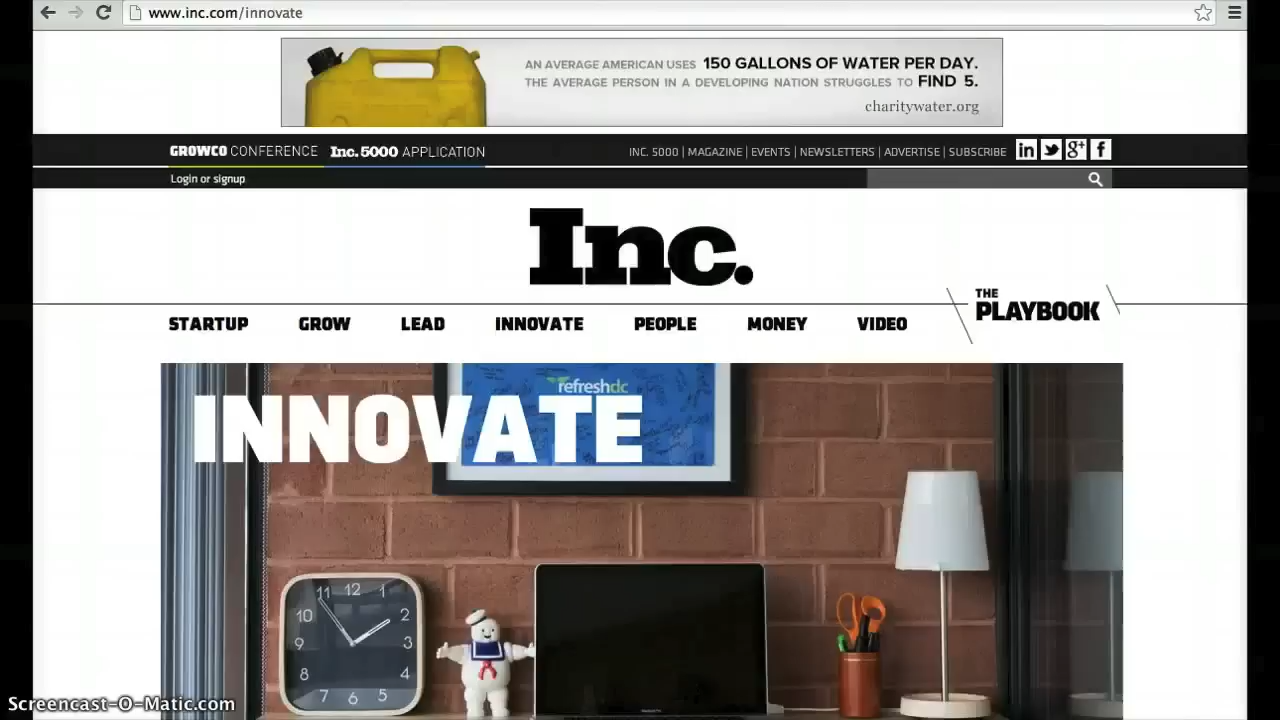 www.inc.com/innovate
AN AVERAGE AMERICAN USES 150 GALLONS OF WATER PER DAY.
THE AVERAGE PERSON IN A DEVELOPING NATION STRUGGLES TO FIND 5.
charitywater.org
GROWCO CONFERENCE Inc.5000 APPLICATION INC. 5000 | MAGAZINE | EVENTS | NEWSLETTERS | ADVERTISE | SUBSCRIBE in g+ f
Login or signup
Inc.
THE
PLAYBOOK
STARTUP GROW LEAD INNOVATE PEOPLE MONEY VIDEO
refreshdc
INNOVATE
11 12 1
10 2
9 3
8 4
7 6 5
Screencast-O-Matic.com